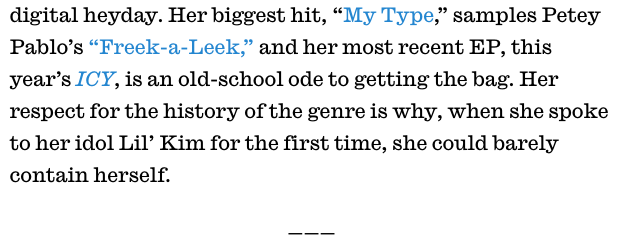 digital heyday. Her biggest hit, “My Type,” samples Petey
Pablo’s “Freek-a-Leek,” and her most recent EP, this
year’s ICY, is an old-school ode to getting the bag. Her
respect for the history of the genre is why, when she spoke
to her idol Lil’ Kim for the first time, she could barely
contain herself.
———